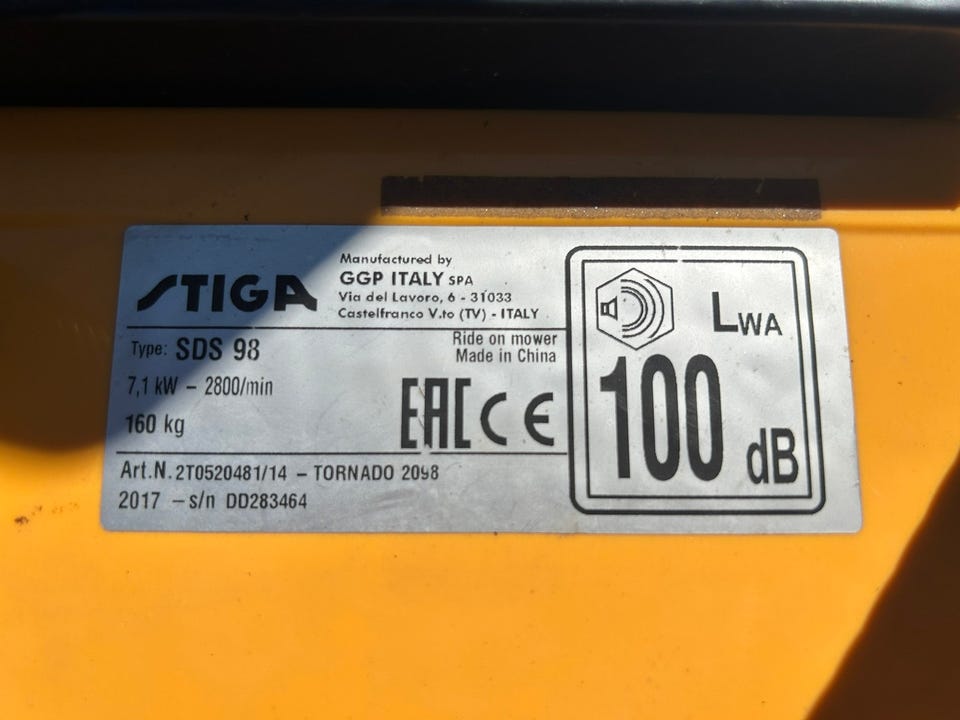 STIGA
Manufactured by
GGP ITALY SPA
Via del Lavoro, 6 - 31033
Castelfranco V.to (TV) - ITALY
Type: SDS 98
Ride on mower
Made in China
7,1 kW - 2800/min
160 kg
EAC CE
Art.N. 2T0520481/14 - TORNADO 2098
2017 - s/n DD283464
LWA
100
dB